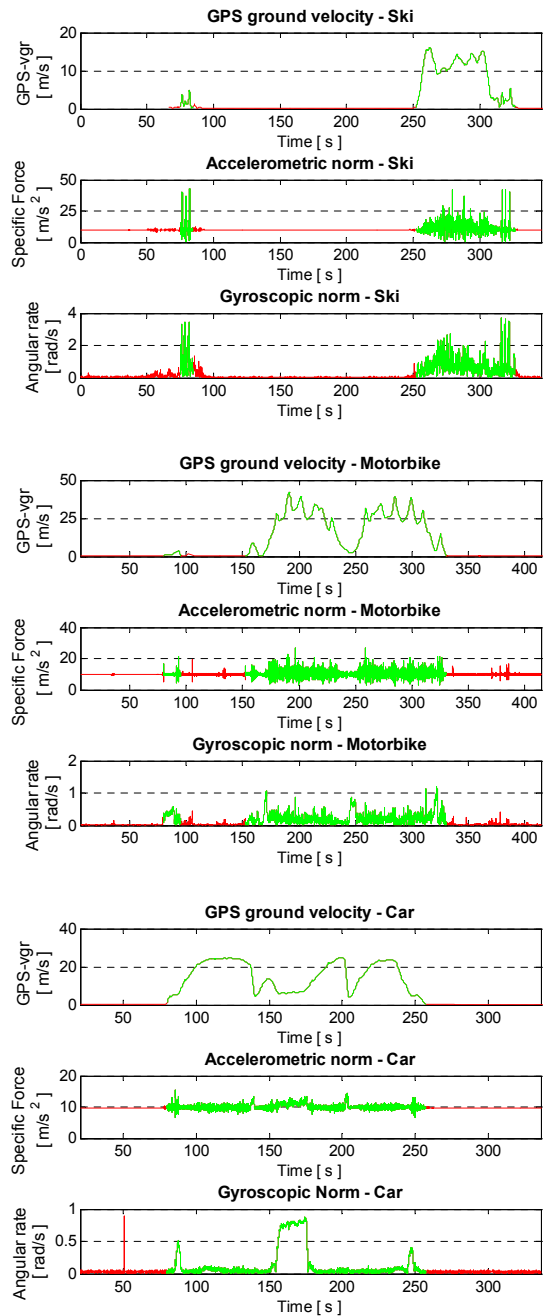 GPS ground velocity - Ski
20
10
0
GPS-vgr
[ m/s]
0 50 100 150 200 250 300
Time [ s ]
Accelerometric norm - Ski
50
25
0
Specific Force
[ m/s²]
0 50 100 150 200 250 300
Time [ s ]
Gyroscopic norm - Ski
4
2
0
Angular rate
[ rad/s]
0 50 100 150 200 250 300
Time [ s ]
GPS ground velocity - Motorbike
50
25
0
GPS-vgr
[ m/s]
50 100 150 200 250 300 350 400
Time [ s ]
Accelerometric norm - Motorbike
40
20
0
Specific Force
[ m/s²]
50 100 150 200 250 300 350 400
Time [ s ]
Gyroscopic norm - Motorbike
2
1
0
Angular rate
[ rad/s]
50 100 150 200 250 300 350 400
Time [ s ]
GPS ground velocity - Car
40
20
0
GPS-vgr
[ m/s]
50 100 150 200 250 300
Time [ s ]
Accelerometric norm - Car
20
10
0
Specific Force
[ m/s²]
50 100 150 200 250 300
Time [ s ]
Gyroscopic Norm - Car
1
0.5
0
Angular rate
[ rad/s]
50 100 150 200 250 300
Time [ s ]